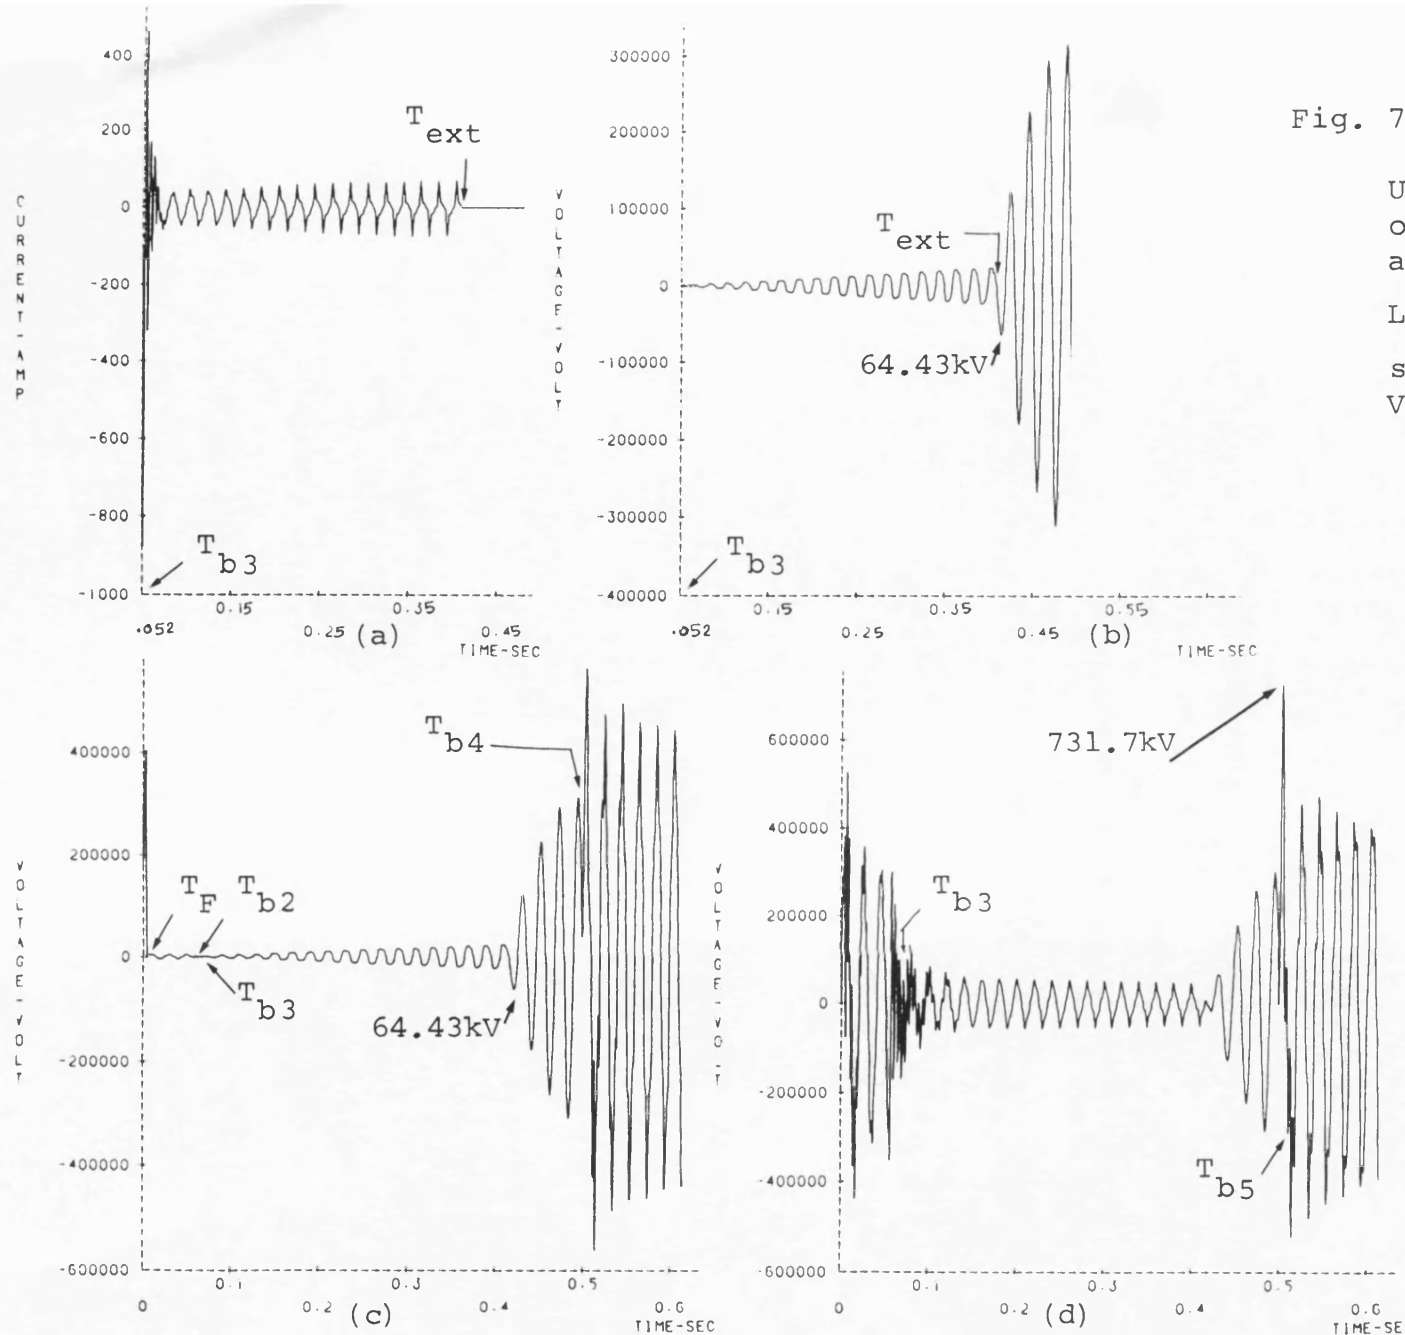 Fig. 7
U
o
a
L
s
V
400
200
0
-200
-400
-600
-800
-1000
CURRENT-AMP
T ext
T b3
.052
0.15
0.25
0.35
0.45
(a)
TIME-SEC
300000
200000
100000
0
-100000
-200000
-300000
-400000
VOLTAGE-VOLT
T ext
64.43kV
T b3
.052
0.15
0.25
0.35
0.45
0.55
(b)
TIME-SEC
400000
200000
0
-200000
-400000
-600000
VOLTAGE-VOLT
T b4
T F
T b2
T b3
64.43kV
0
0.1
0.2
0.3
0.4
0.5
0.6
(c)
TIME-SEC
600000
400000
200000
0
-200000
-400000
-600000
VOLTAGE-VO-T
731.7kV
T b3
T b5
0
0.1
0.2
0.3
0.4
0.5
0.6
(d)
TIME-SE